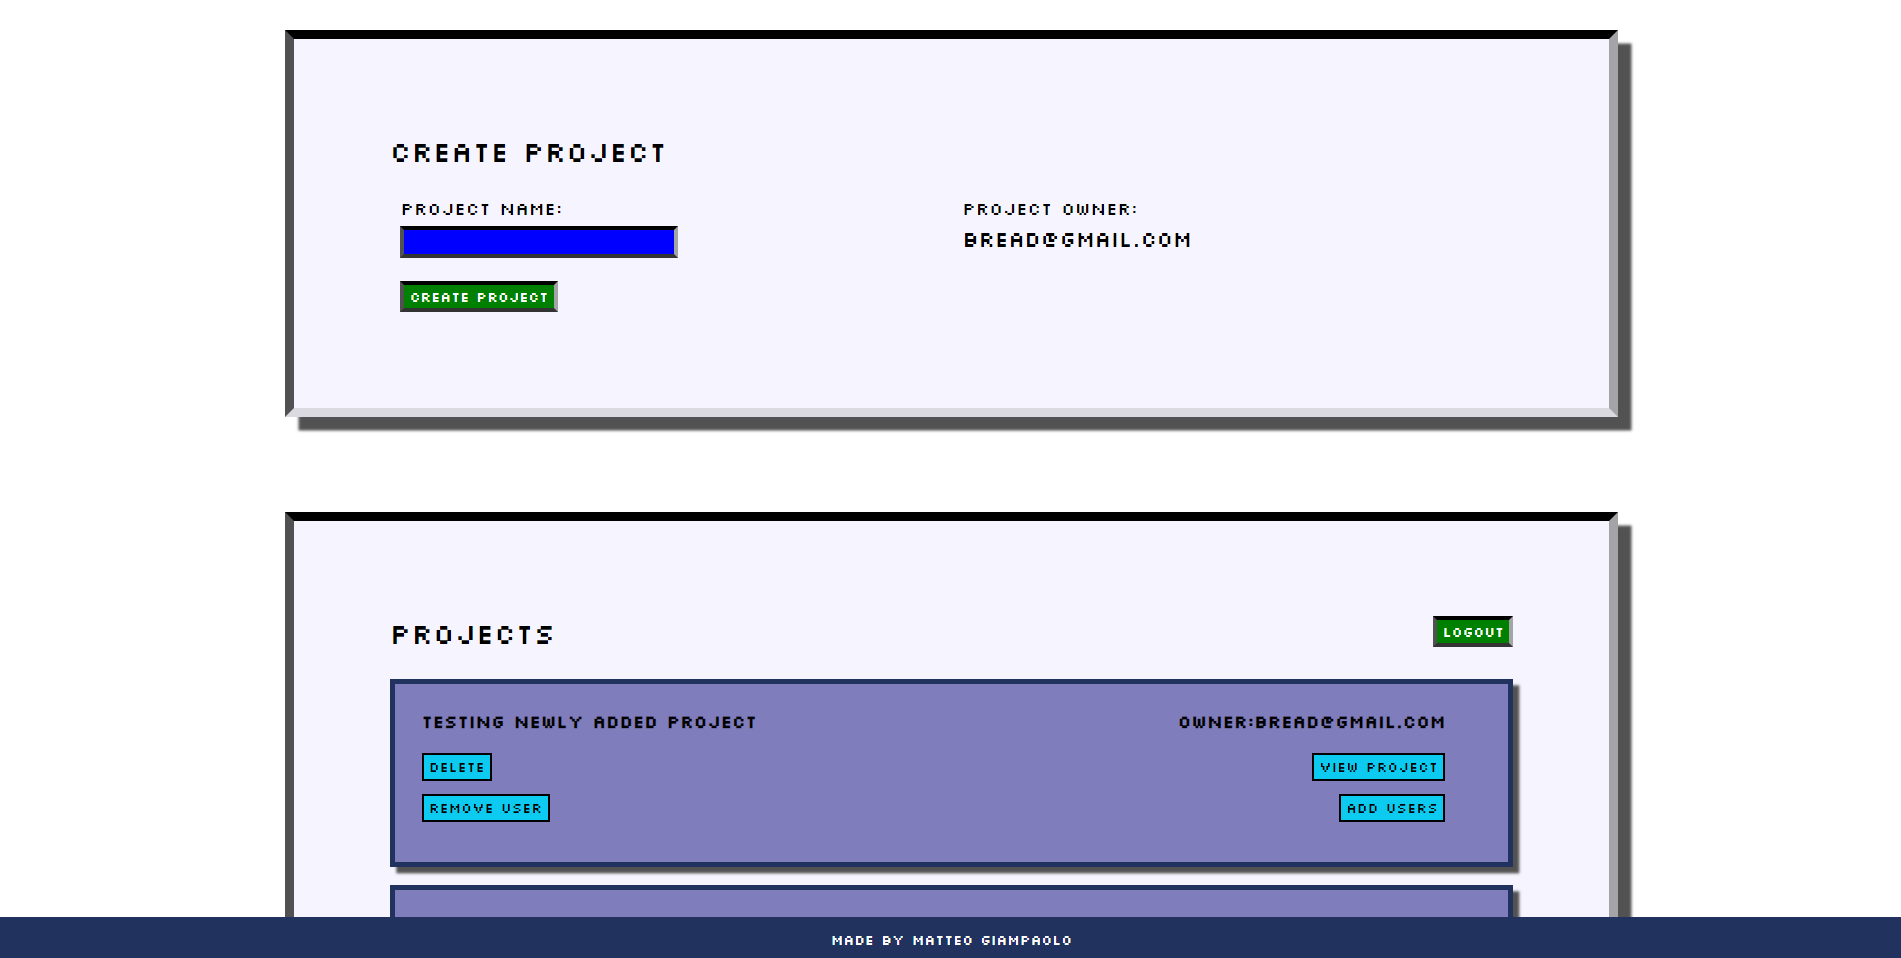 CREATE PROJECT
PROJECT NAME:
PROJECT OWNER:
BREAD@GMAIL.COM
CREATE PROJECT
PROJECTS
LOGOUT
TESTING NEWLY ADDED PROJECT
OWNER:BREAD@GMAIL.COM
DELETE
VIEW PROJECT
REMOVE USER
ADD USERS
MADE BY MATTEO GIAMPAOLO